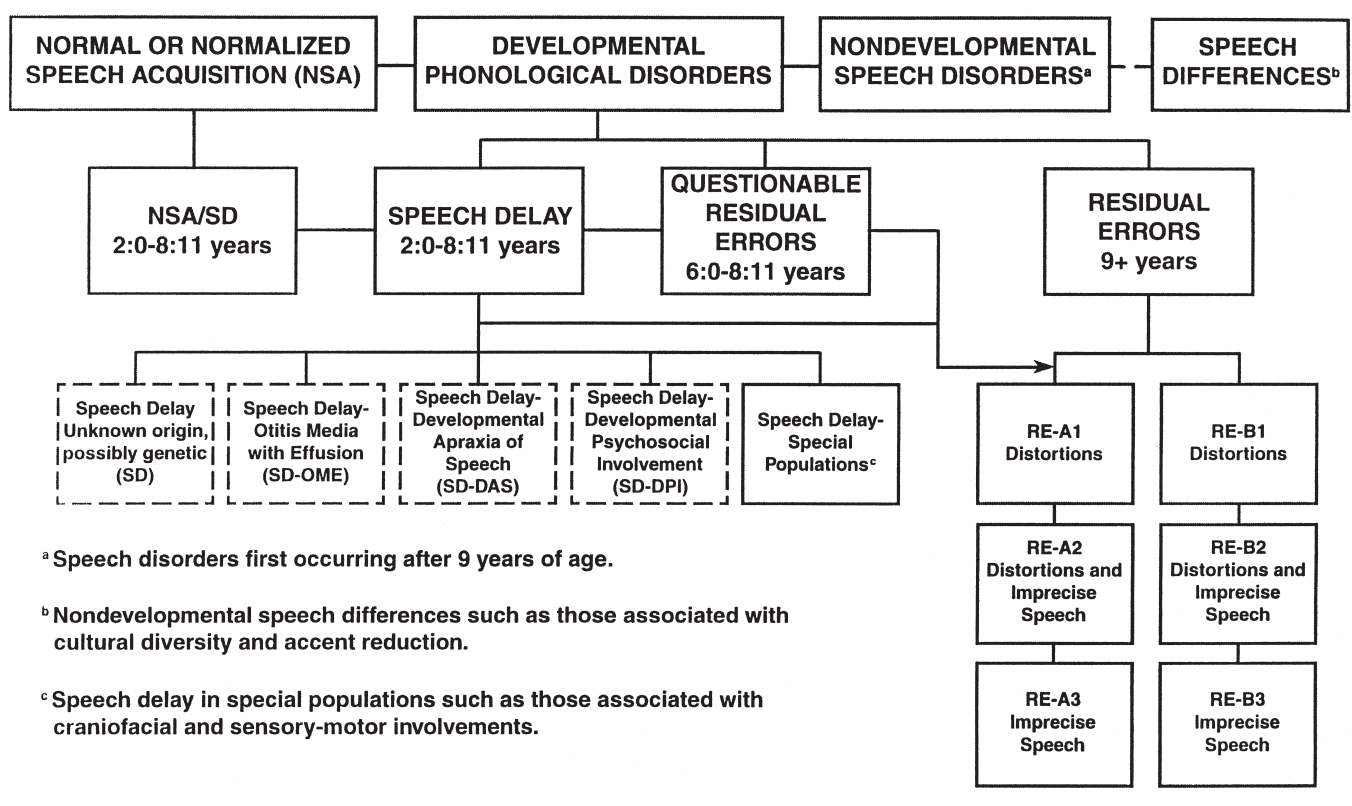 NORMAL OR NORMALIZED
SPEECH ACQUISITION (NSA)
DEVELOPMENTAL
PHONOLOGICAL DISORDERS
NONDEVELOPMENTAL
SPEECH DISORDERSᵃ
SPEECH
DIFFERENCESᵇ
NSA/SD
2:0-8:11 years
SPEECH DELAY
2:0-8:11 years
QUESTIONABLE
RESIDUAL
ERRORS
6:0-8:11 years
RESIDUAL
ERRORS
9+ years
Speech Delay
Unknown origin,
possibly genetic
(SD)
Speech Delay-
Otitis Media
with Effusion
(SD-OME)
Speech Delay-
Developmental
Apraxia of
Speech
(SD-DAS)
Speech Delay-
Developmental
Psychosocial
Involvement
(SD-DPI)
Speech Delay-
Special
Populationsᶜ
RE-A1
Distortions
RE-B1
Distortions
RE-A2
Distortions and
Imprecise
Speech
RE-B2
Distortions and
Imprecise
Speech
RE-A3
Imprecise
Speech
RE-B3
Imprecise
Speech
ᵃ Speech disorders first occurring after 9 years of age.
ᵇ Nondevelopmental speech differences such as those associated with
cultural diversity and accent reduction.
ᶜ Speech delay in special populations such as those associated with
craniofacial and sensory-motor involvements.